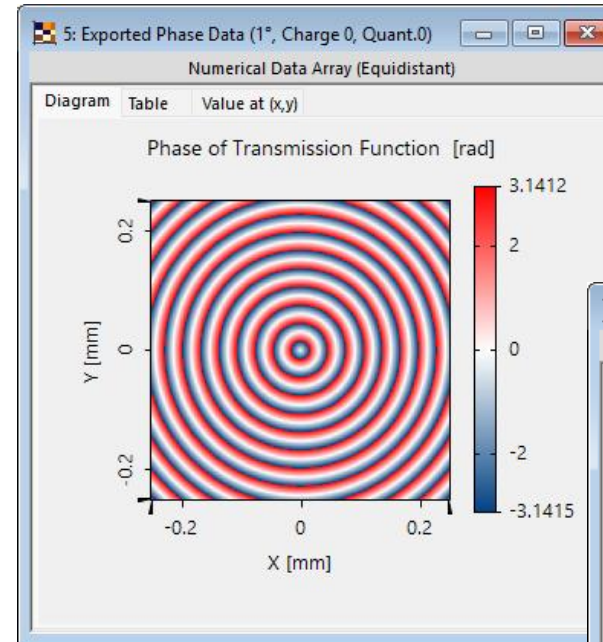 5: Exported Phase Data (1°, Charge 0, Quant.0)
Numerical Data Array (Equidistant)
Diagram Table Value at (x,y)
Phase of Transmission Function [rad]
3.1412
2
0
-2
-3.1415
0.2
0
-0.2
Y [mm]
-0.2 0 0.2
X [mm]